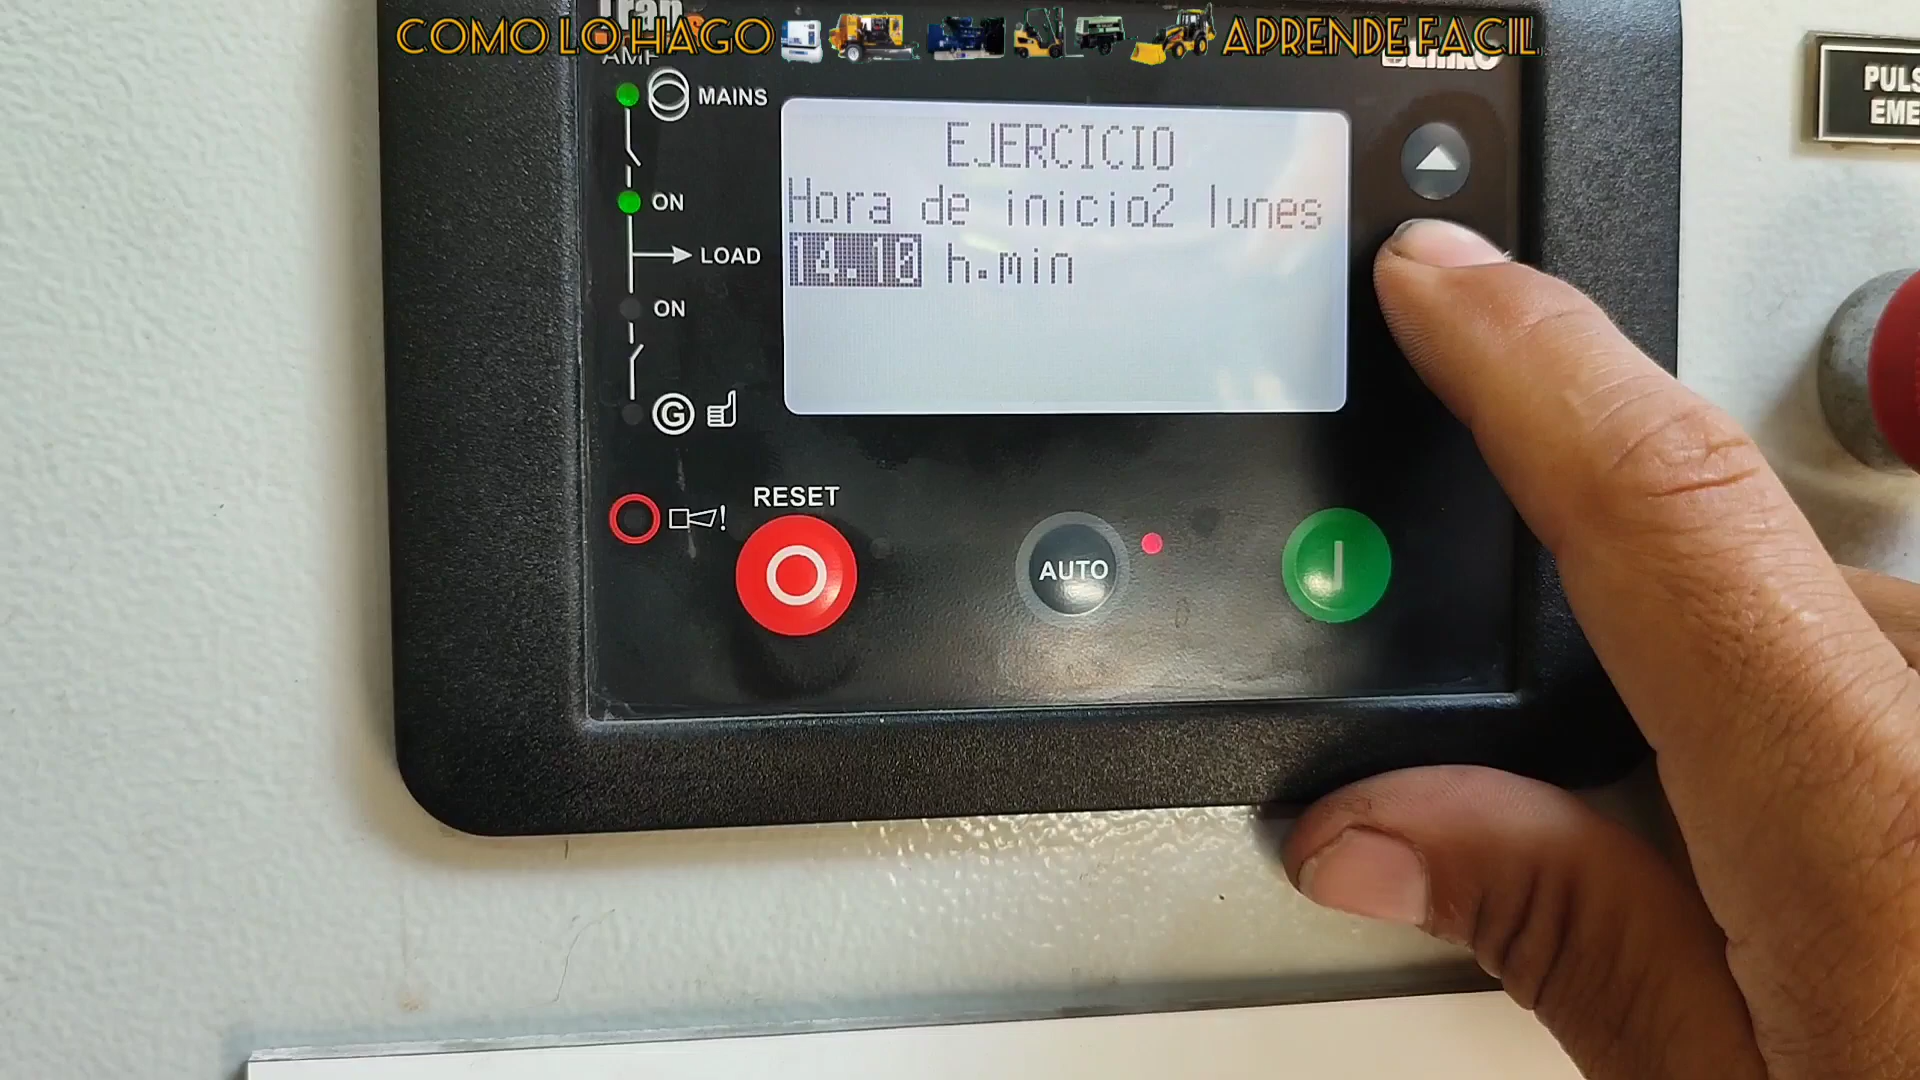 COMO LO HAGO APRENDE FACIL
AMF
MAINS
ON
LOAD
ON
G
EJERCICIO
Hora de inicio2 lunes
14.10 h.min
RESET
AUTO
PULS
EME